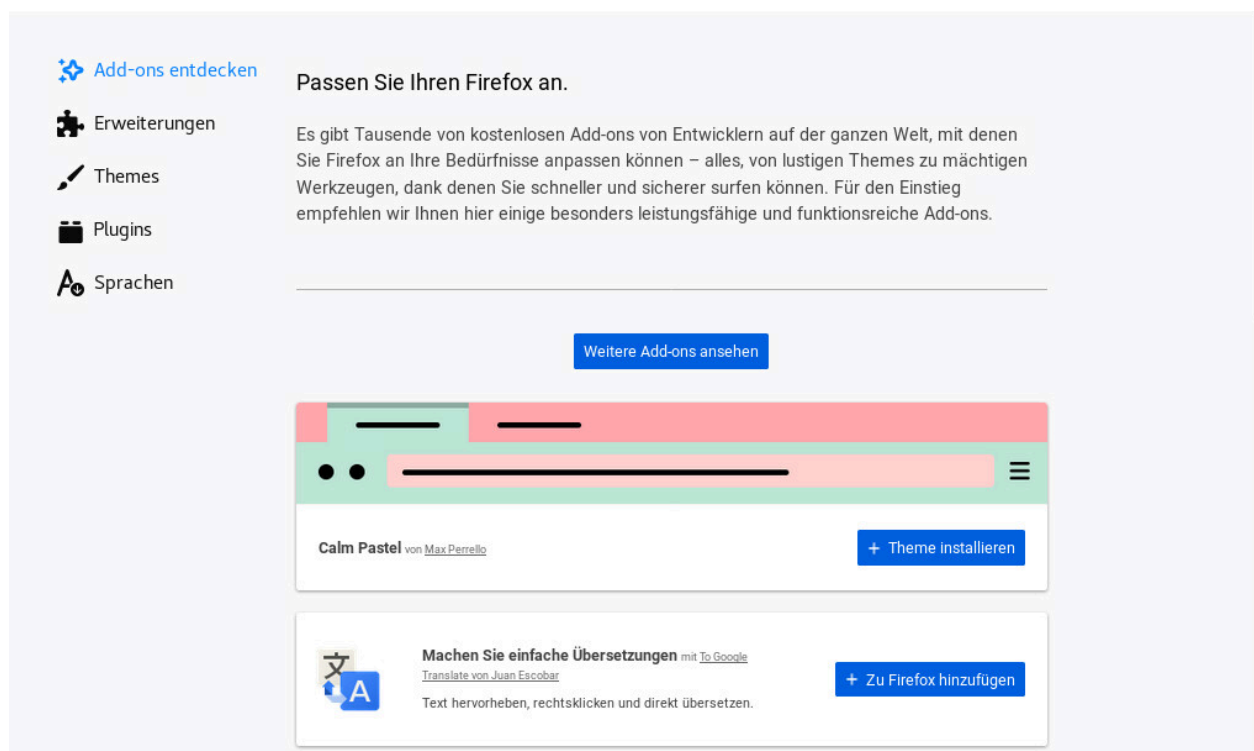 Add-ons entdecken
Erweiterungen
Themes
Plugins
Sprachen
Passen Sie Ihren Firefox an.
Es gibt Tausende von kostenlosen Add-ons von Entwicklern auf der ganzen Welt, mit denen
Sie Firefox an Ihre Bedürfnisse anpassen können – alles, von lustigen Themes zu mächtigen
Werkzeugen, dank denen Sie schneller und sicherer surfen können. Für den Einstieg
empfehlen wir Ihnen hier einige besonders leistungsfähige und funktionsreiche Add-ons.
Weitere Add-ons ansehen
Calm Pastel von Max Perrello
+ Theme installieren
文 A
Machen Sie einfache Übersetzungen mit To Google
Translate von Juan Escobar
Text hervorheben, rechtsklicken und direkt übersetzen.
+ Zu Firefox hinzufügen